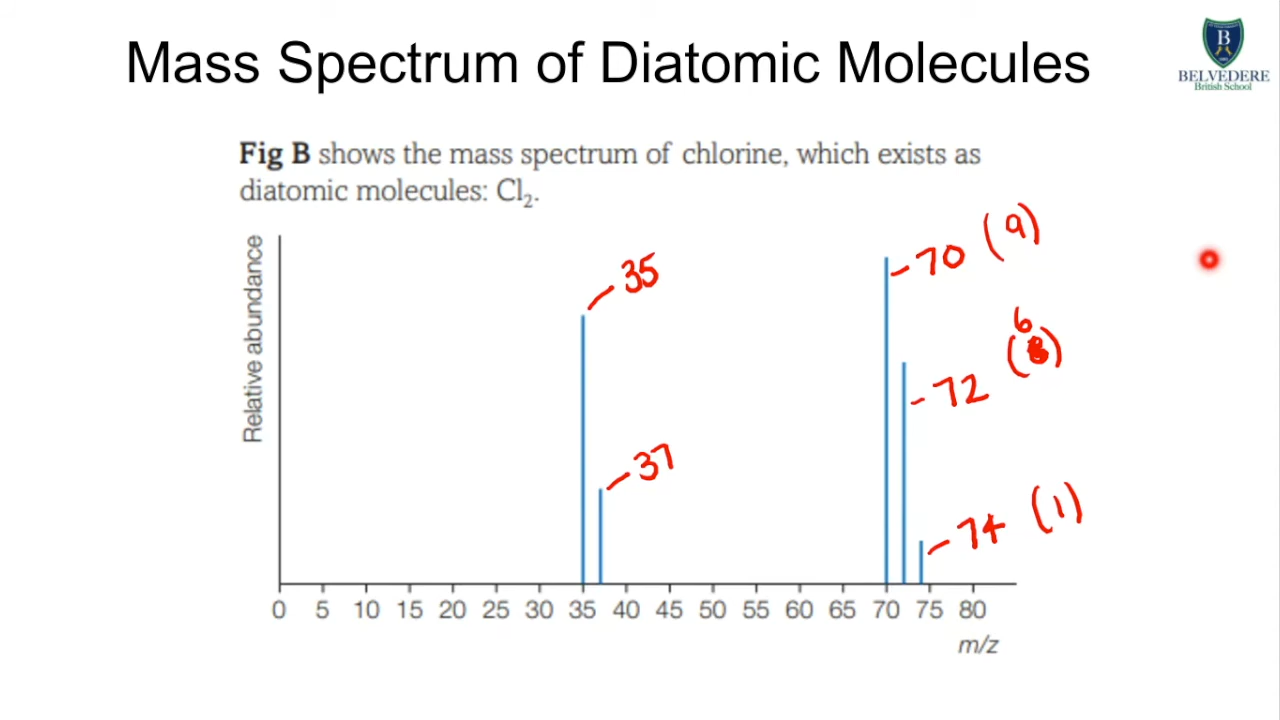 Mass Spectrum of Diatomic Molecules
B
BELVEDERE
British School
Fig B shows the mass spectrum of chlorine, which exists as
diatomic molecules: Cl₂.
Relative abundance
35
37
70 (9)
6
72 (8)
74 (1)
0 5 10 15 20 25 30 35 40 45 50 55 60 65 70 75 80
m/z